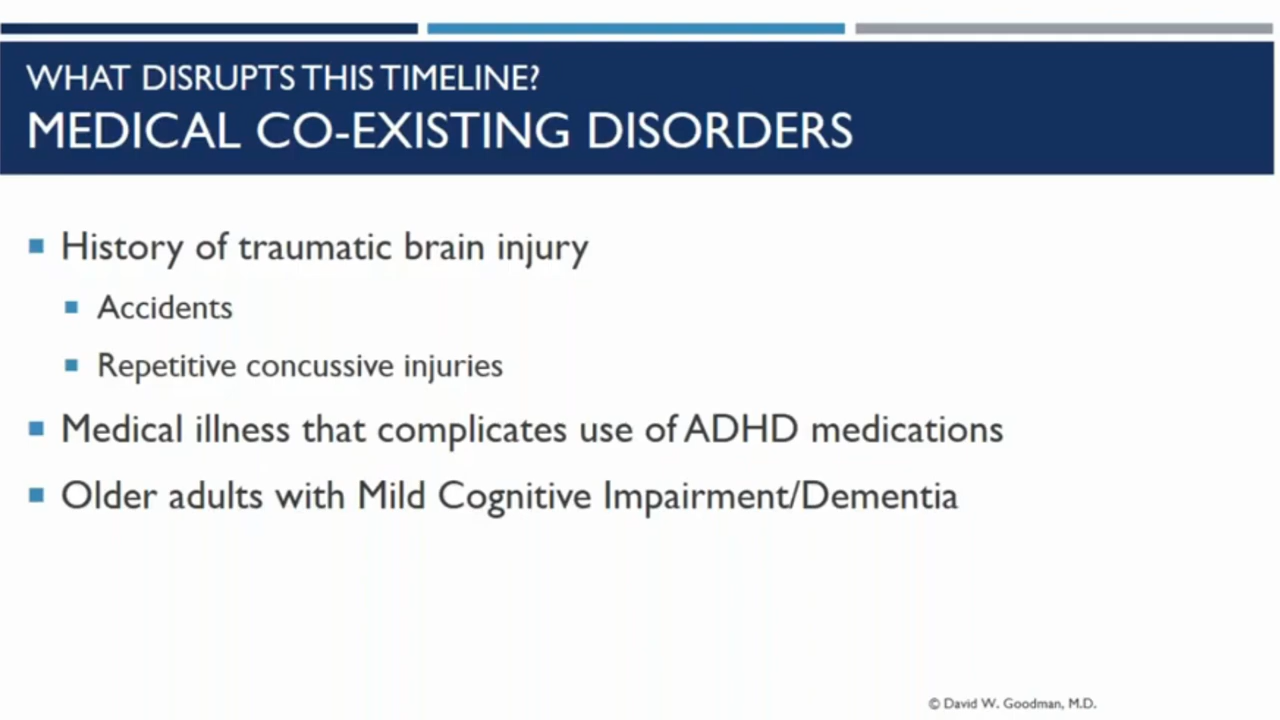 WHAT DISRUPTS THIS TIMELINE?
MEDICAL CO-EXISTING DISORDERS
History of traumatic brain injury
Accidents
Repetitive concussive injuries
Medical illness that complicates use of ADHD medications
Older adults with Mild Cognitive Impairment/Dementia
© David W. Goodman, M.D.